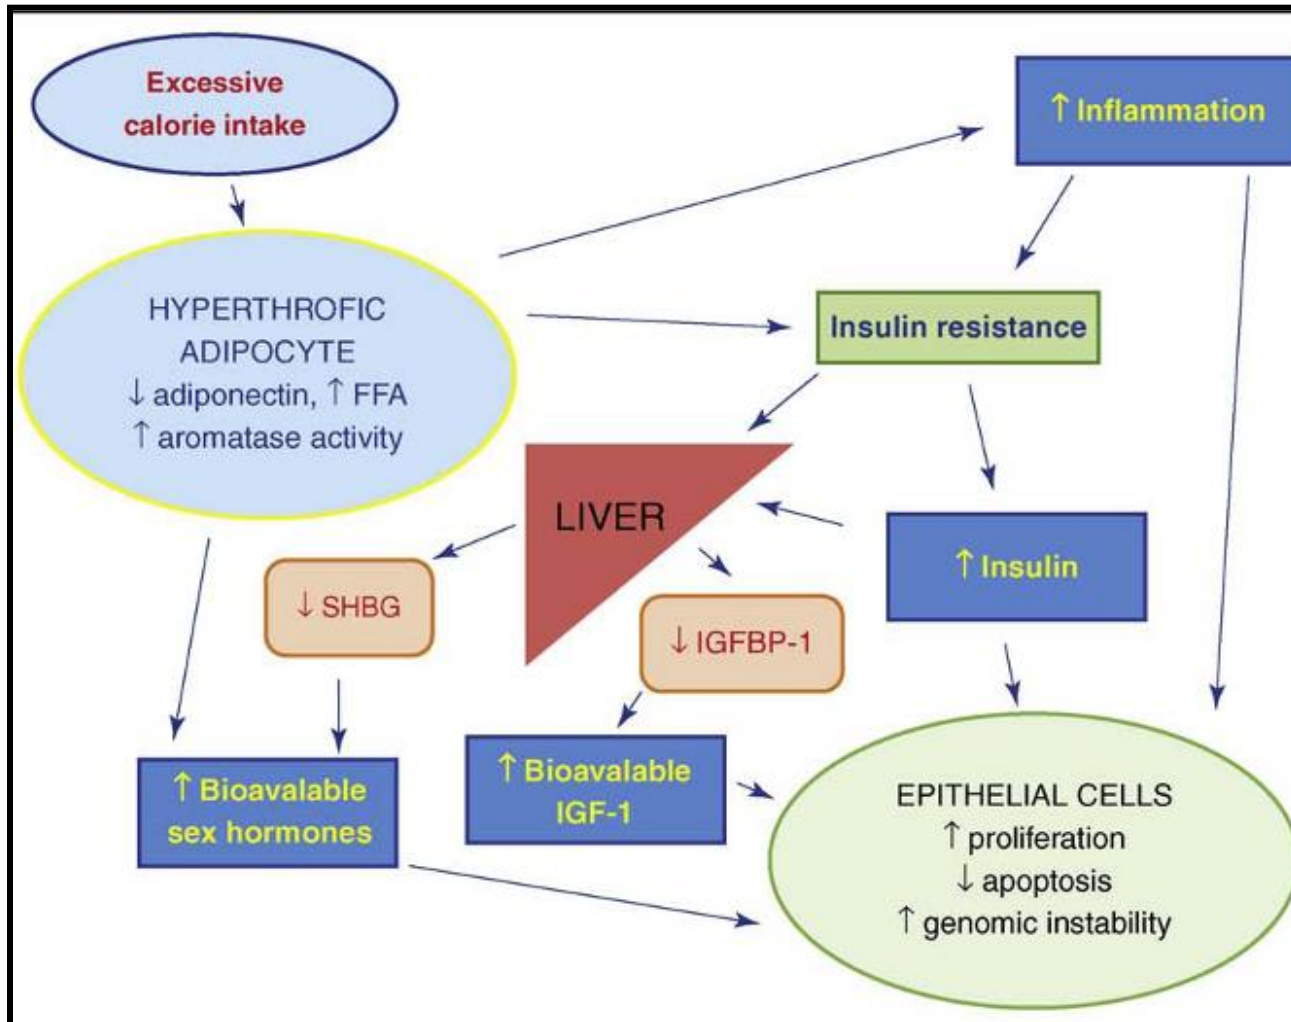 Excessive
calorie intake
↑ Inflammation
HYPERTHROFIC
ADIPOCYTE
↓ adiponectin, ↑ FFA
↑ aromatase activity
Insulin resistance
LIVER
↑ Insulin
↓ SHBG
↓ IGFBP-1
↑ Bioavalable
sex hormones
↑ Bioavalable
IGF-1
EPITHELIAL CELLS
↑ proliferation
↓ apoptosis
↑ genomic instability